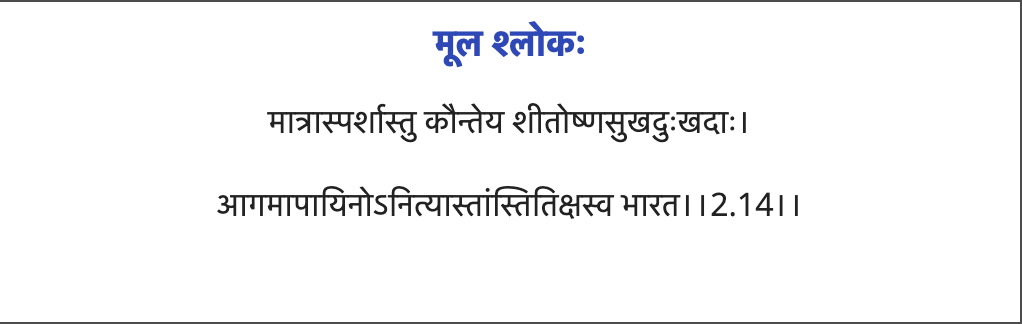 मूल श्लोकः
मात्रास्पर्शास्तु कौन्तेय शीतोष्णसुखदुःखदाः।
आगमापायिनोऽनित्यास्तांस्तितिक्षस्व भारत।।2.14।।